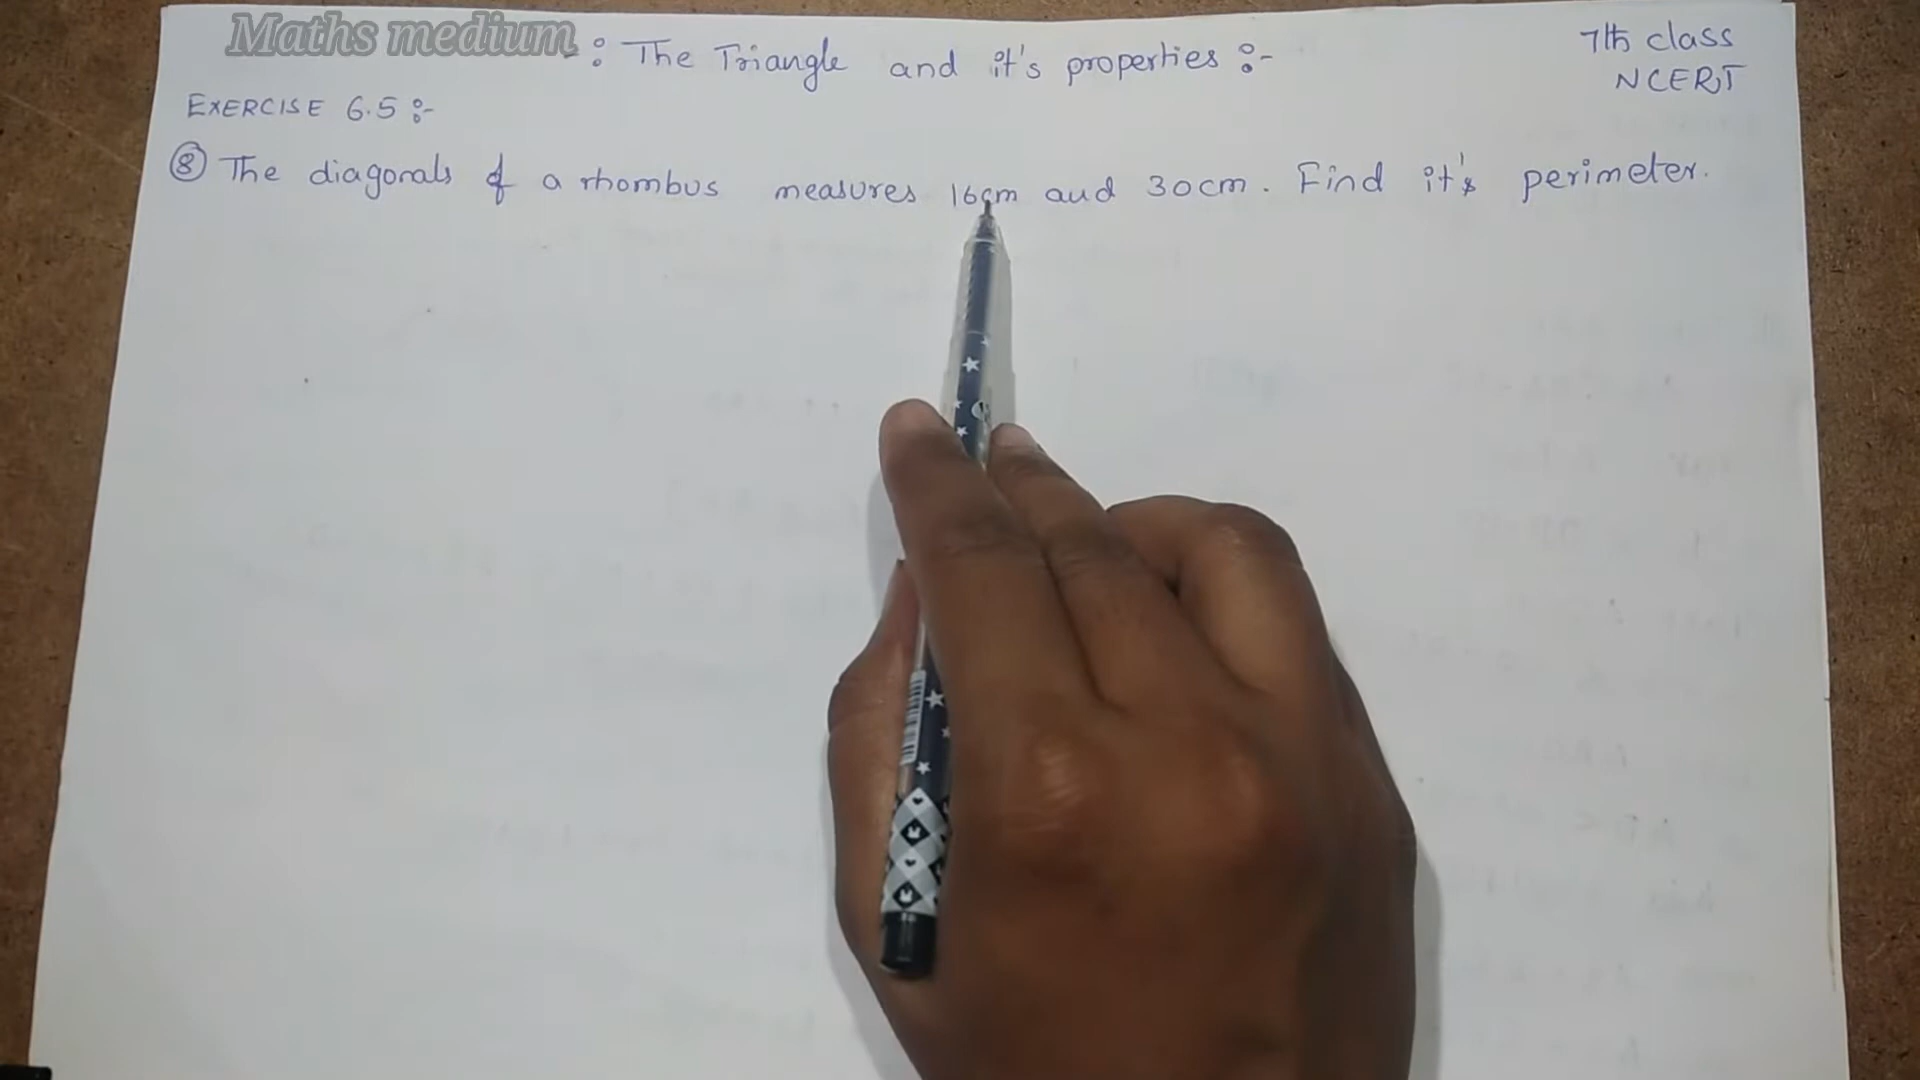 Maths medium
: The Triangle and it's properties :-
7th class
NCERT
EXERCISE 6.5 :-
⑧ The diagonals of a rhombus measures 16cm and 30cm. Find it's perimeter.